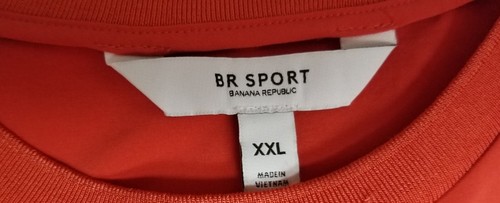 BR SPORT
BANANA REPUBLIC
XXL
MADE IN
VIETNAM